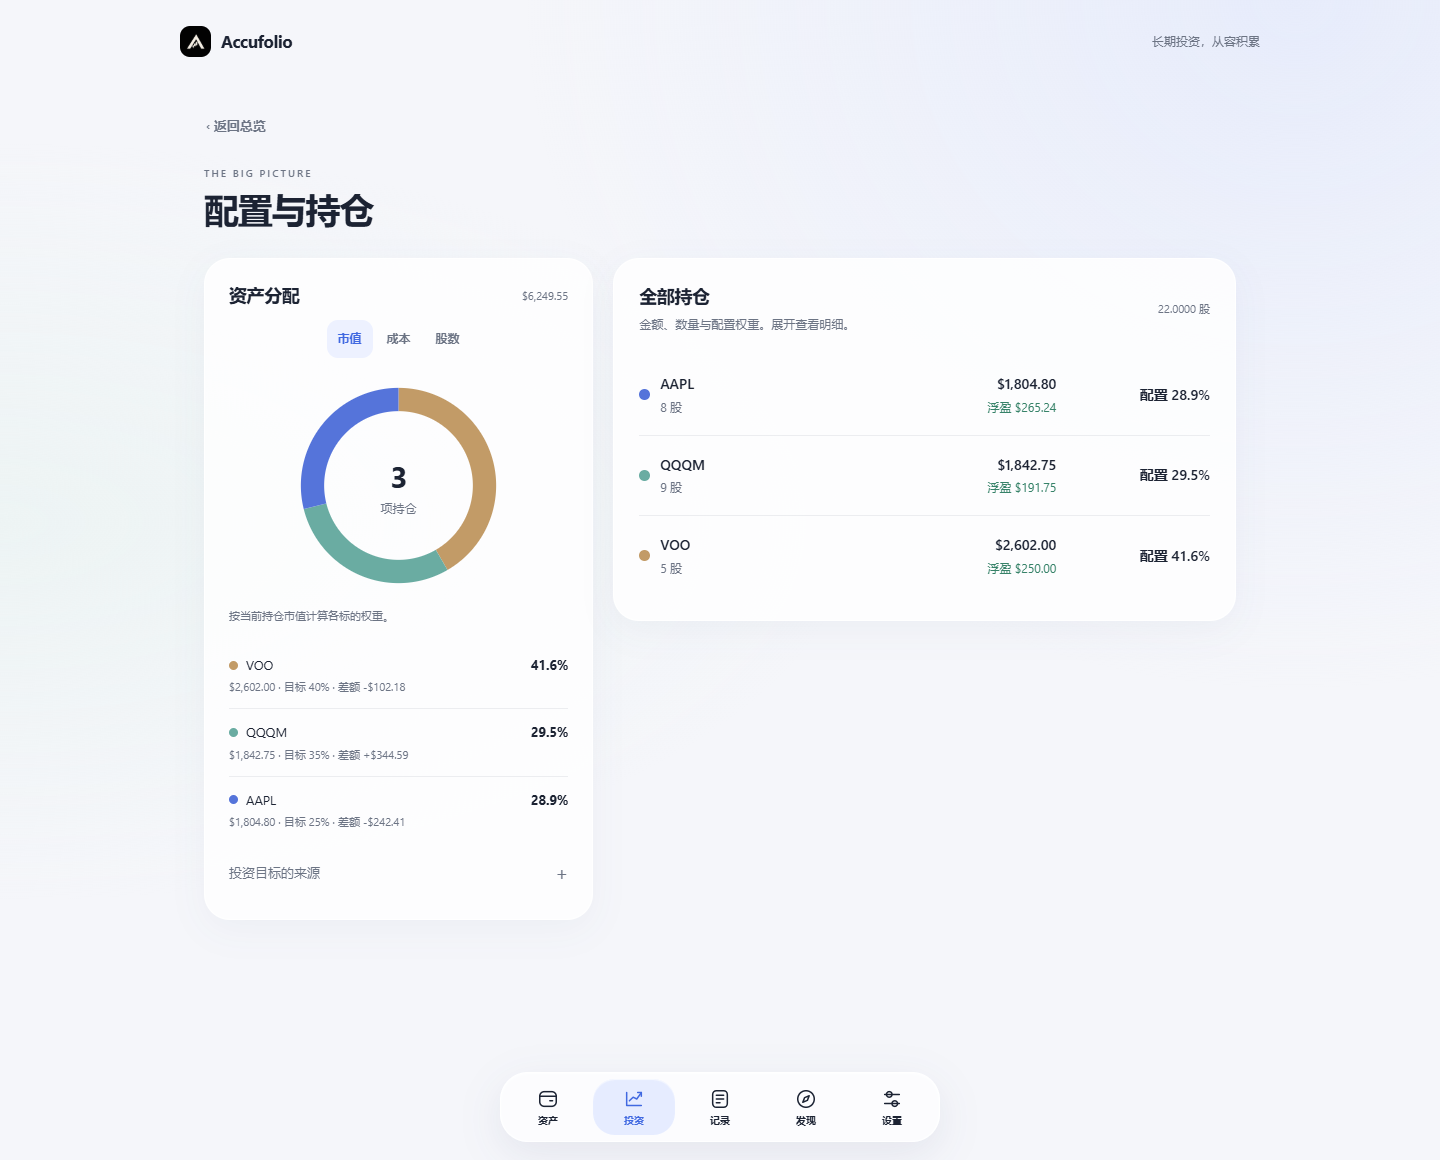 Accufolio
长期投资，从容积累
‹ 返回总览
THE BIG PICTURE
配置与持仓
资产分配
$6,249.55
市值 成本 股数
3
项持仓
按当前持仓市值计算各标的权重。
VOO 41.6%
$2,602.00 · 目标 40% · 差额 -$102.18
QQQM 29.5%
$1,842.75 · 目标 35% · 差额 +$344.59
AAPL 28.9%
$1,804.80 · 目标 25% · 差额 -$242.41
投资目标的来源 +
全部持仓
金额、数量与配置权重。展开查看明细。
22.0000 股
AAPL $1,804.80 配置 28.9%
8 股 浮盈 $265.24
QQQM $1,842.75 配置 29.5%
9 股 浮盈 $191.75
VOO $2,602.00 配置 41.6%
5 股 浮盈 $250.00
资产 投资 记录 发现 设置